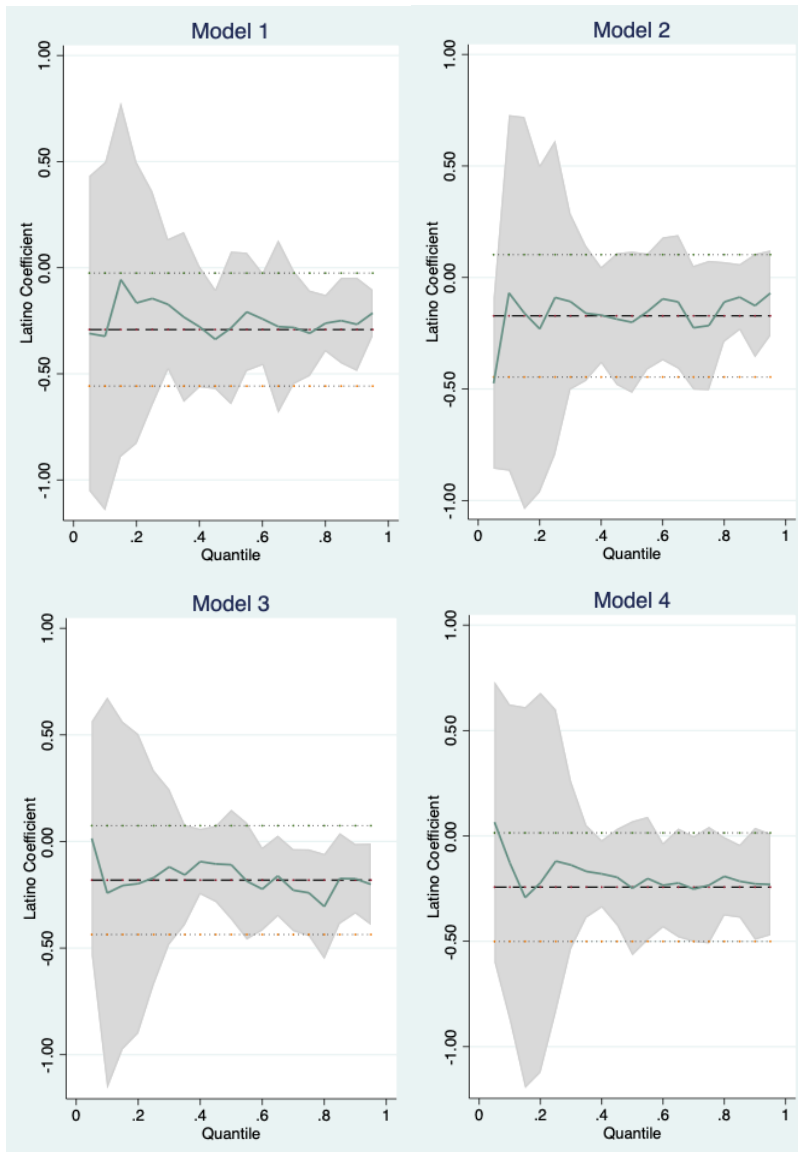 Model 1
Latino Coefficient
1.00
0.50
0.00
-0.50
-1.00
0 .2 .4 .6 .8 1
Quantile
Model 2
Latino Coefficient
1.00
0.50
0.00
-0.50
-1.00
0 .2 .4 .6 .8 1
Quantile
Model 3
Latino Coefficient
1.00
0.50
0.00
-0.50
-1.00
0 .2 .4 .6 .8 1
Quantile
Model 4
Latino Coefficient
1.00
0.50
0.00
-0.50
-1.00
0 .2 .4 .6 .8 1
Quantile